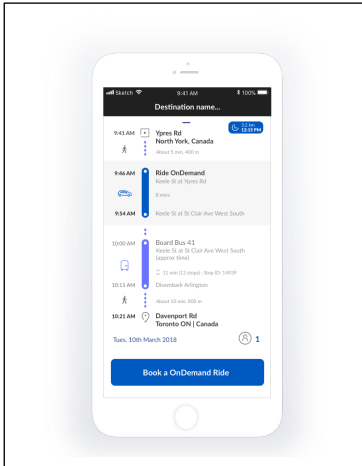 Sketch 9:41 AM 100%
Destination name...
7.2 km
12:15 PM
9:41 AM Ypres Rd
North York, Canada
About 5 min, 400 m
9:46 AM Ride OnDemand
Keele St at Ypres Rd
8 mins
9:54 AM Keele St at St Clair Ave West South
10:00 AM Board Bus 41
Keele St at St Clair Ave West South
(approx time)
11 min (12 stops) - Stop ID: 14939
10:11 AM Disembark Arlington
About 10 min, 800 m
10:21 AM Davenport Rd
Toronto ON | Canada
Tues, 10th March 2018 1
Book a OnDemand Ride